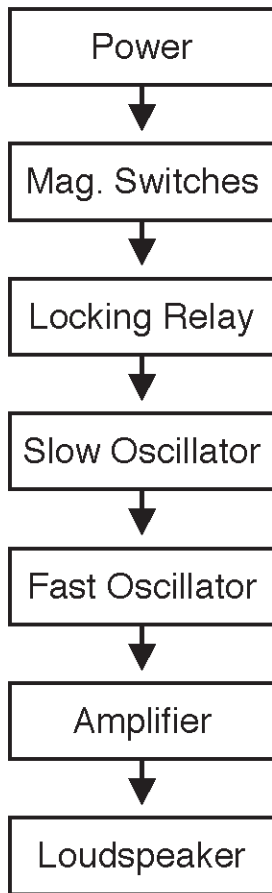 Power
Mag. Switches
Locking Relay
Slow Oscillator
Fast Oscillator
Amplifier
Loudspeaker